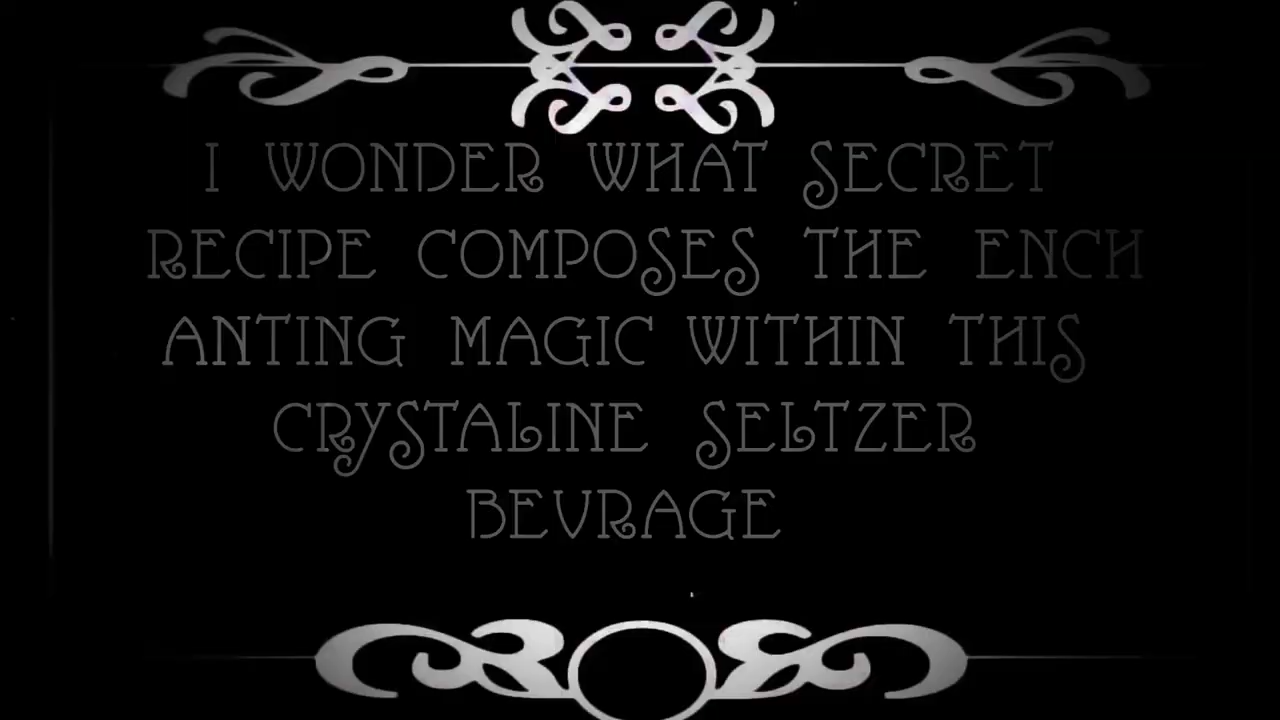 I WONDER WHAT SECRET
RECIPE COMPOSES THE ENCH
ANTING MAGIC WITHIN THIS
CRYSTALINE SELTZER
BEVRAGE